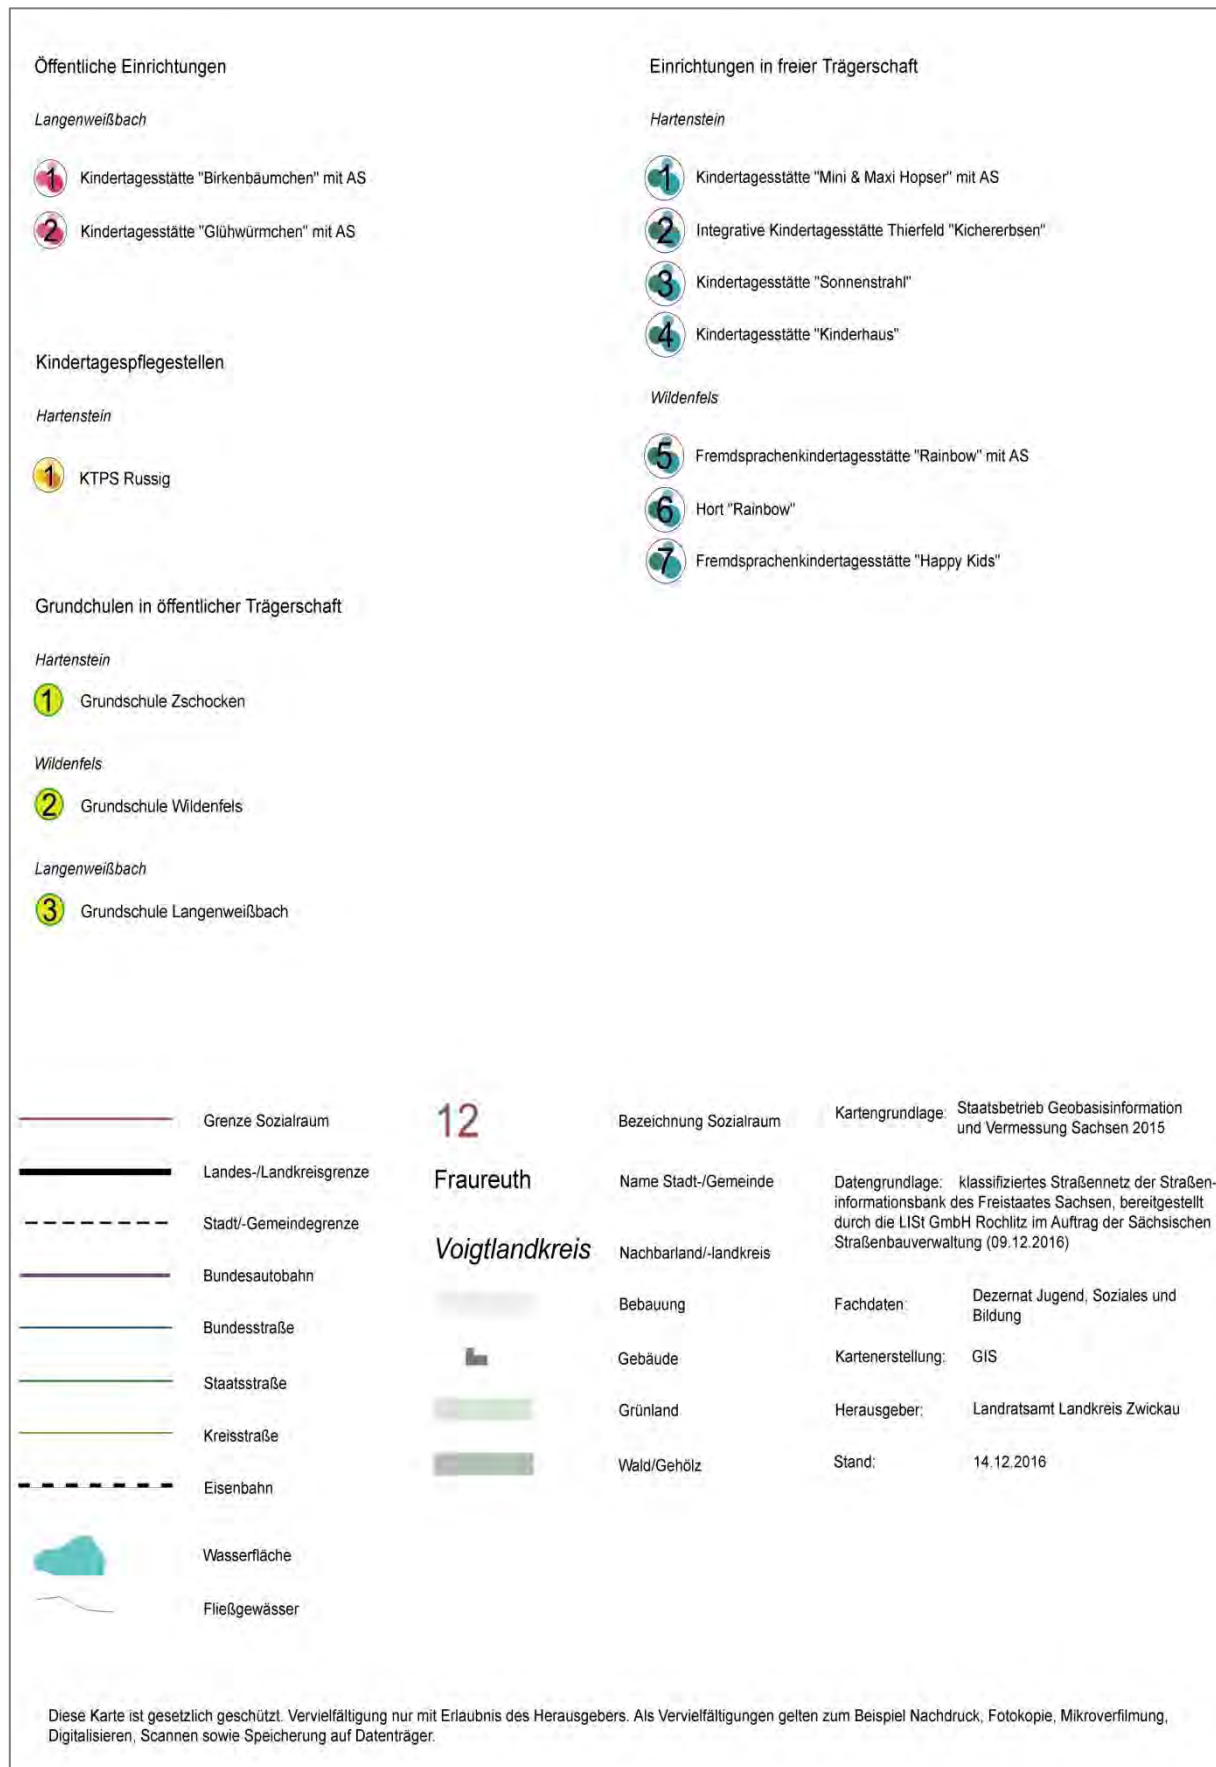 Öffentliche Einrichtungen
Langenweißbach
1 Kindertagesstätte "Birkenbäumchen" mit AS
2 Kindertagesstätte "Glühwürmchen" mit AS
Kindertagespflegestellen
Hartenstein
1 KTPS Russig
Grundchulen in öffentlicher Trägerschaft
Hartenstein
1 Grundschule Zschocken
Wildenfels
2 Grundschule Wildenfels
Langenweißbach
3 Grundschule Langenweißbach
Einrichtungen in freier Trägerschaft
Hartenstein
1 Kindertagesstätte "Mini & Maxi Hopser" mit AS
2 Integrative Kindertagesstätte Thierfeld "Kichererbsen"
3 Kindertagesstätte "Sonnenstrahl"
4 Kindertagesstätte "Kinderhaus"
Wildenfels
5 Fremdsprachenkindertagesstätte "Rainbow" mit AS
6 Hort "Rainbow"
7 Fremdsprachenkindertagesstätte "Happy Kids"
Grenze Sozialraum
Landes-/Landkreisgrenze
Stadt/-Gemeindegrenze
Bundesautobahn
Bundesstraße
Staatsstraße
Kreisstraße
Eisenbahn
Wasserfläche
Fließgewässer
12 Bezeichnung Sozialraum
Fraureuth Name Stadt-/Gemeinde
Voigtlandkreis Nachbarland/-landkreis
Bebauung
Gebäude
Grünland
Wald/Gehölz
Kartengrundlage: Staatsbetrieb Geobasisinformation
und Vermessung Sachsen 2015
Datengrundlage: klassifiziertes Straßennetz der Straßen-
informationsbank des Freistaates Sachsen, bereitgestellt
durch die LISt GmbH Rochlitz im Auftrag der Sächsischen
Straßenbauverwaltung (09.12.2016)
Fachdaten: Dezernat Jugend, Soziales und
Bildung
Kartenerstellung: GIS
Herausgeber: Landratsamt Landkreis Zwickau
Stand: 14.12.2016
Diese Karte ist gesetzlich geschützt. Vervielfältigung nur mit Erlaubnis des Herausgebers. Als Vervielfältigungen gelten zum Beispiel Nachdruck, Fotokopie, Mikroverfilmung,
Digitalisieren, Scannen sowie Speicherung auf Datenträger.